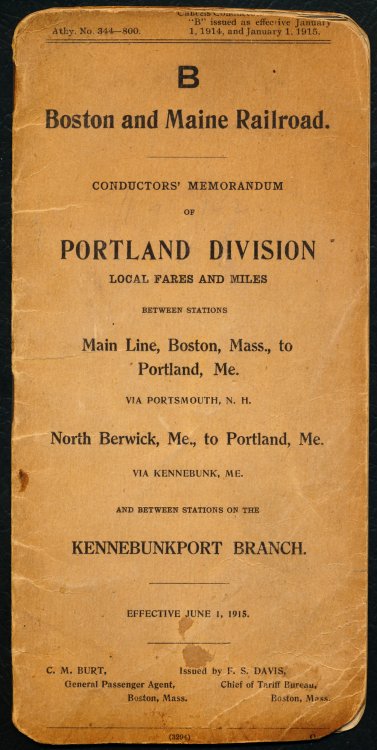 Cancels Conductors'
"B" issued as effective January
Athy. No. 344—800. 1, 1914, and January 1, 1915.
B
Boston and Maine Railroad.
CONDUCTORS' MEMORANDUM
OF
PORTLAND DIVISION
LOCAL FARES AND MILES
BETWEEN STATIONS
Main Line, Boston, Mass., to
Portland, Me.
VIA PORTSMOUTH, N. H.
North Berwick, Me., to Portland, Me.
VIA KENNEBUNK, ME.
AND BETWEEN STATIONS ON THE
KENNEBUNKPORT BRANCH.
EFFECTIVE JUNE 1, 1915.
C. M. BURT, Issued by F. S. DAVIS,
General Passenger Agent, Chief of Tariff Bureau,
Boston, Mass. Boston, Mass.
(3294)